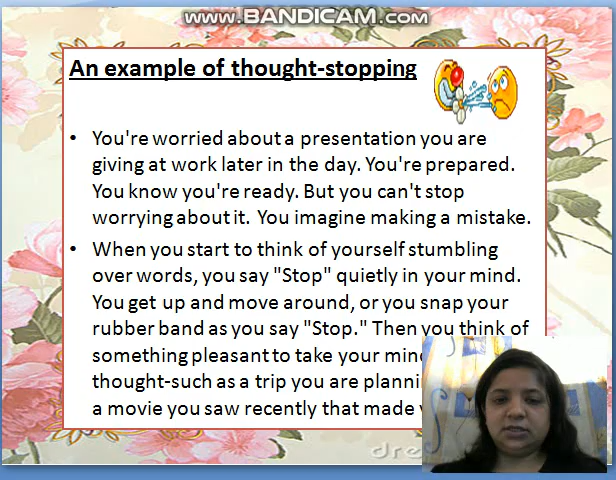 www.BANDICAM.com
An example of thought-stopping
• You're worried about a presentation you are
giving at work later in the day. You're prepared.
You know you're ready. But you can't stop
worrying about it. You imagine making a mistake.
• When you start to think of yourself stumbling
over words, you say "Stop" quietly in your mind.
You get up and move around, or you snap your
rubber band as you say "Stop." Then you think of
something pleasant to take your
thought-such as a trip you are
a movie you saw recently that made